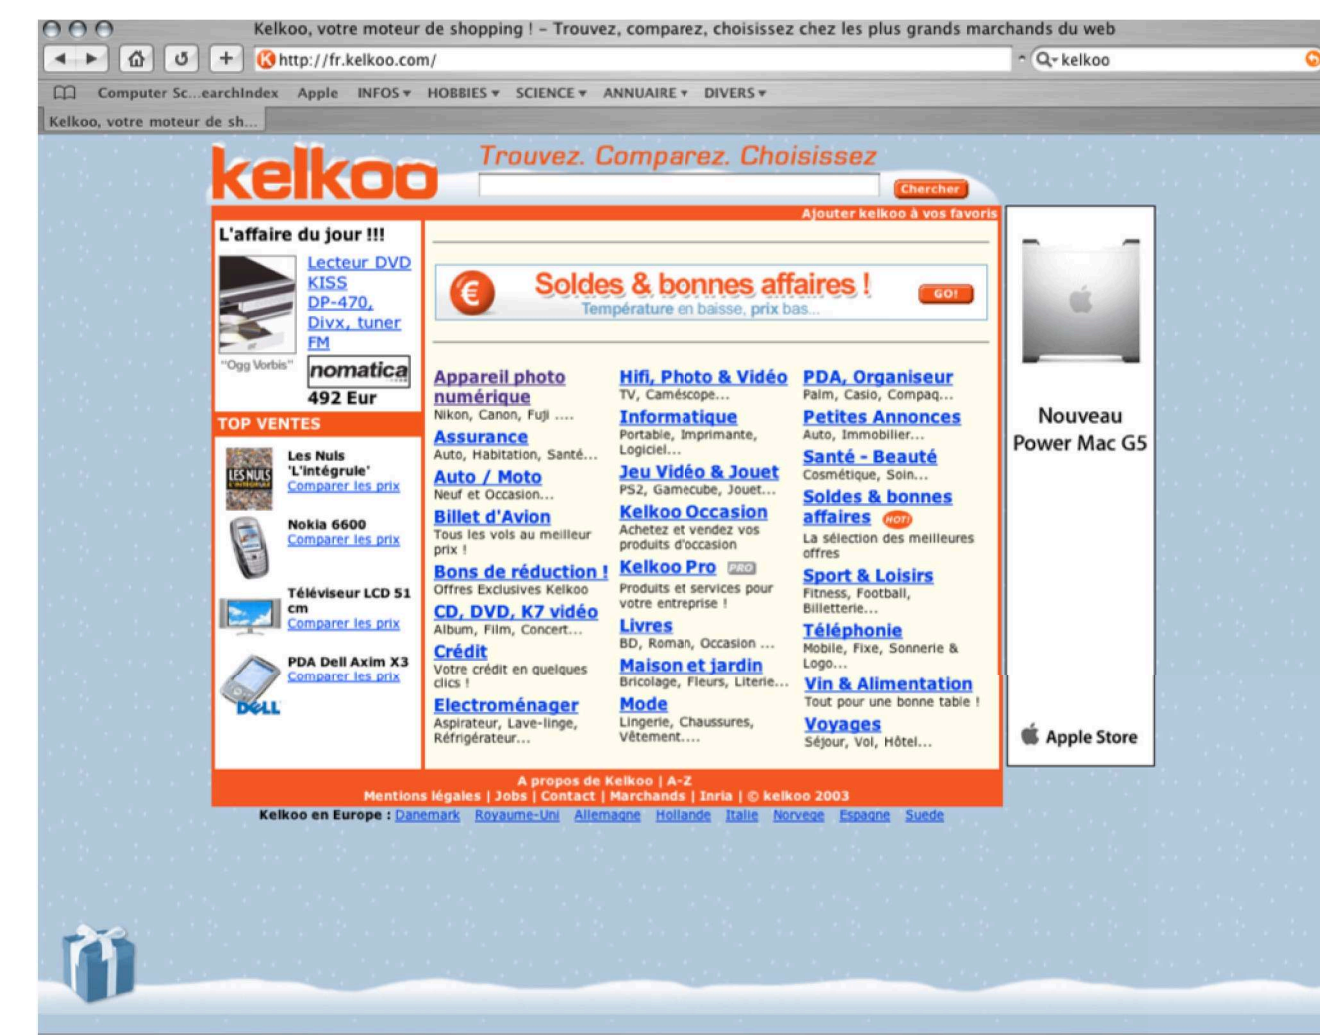 Kelkoo, votre moteur de shopping ! – Trouvez, comparez, choisissez chez les plus grands marchands du web
http://fr.kelkoo.com/
kelkoo
Computer Sc...earchIndex Apple INFOS HOBBIES SCIENCE ANNUAIRE DIVERS
Kelkoo, votre moteur de sh...
kelkoo
Trouvez. Comparez. Choisissez
Chercher
Ajouter kelkoo à vos favoris
L'affaire du jour !!!
Lecteur DVD
KISS
DP-470,
Divx, tuner
FM
"Ogg Vorbis"
nomatica
492 Eur
TOP VENTES
LES NULS
Les Nuls
'L'intégrule'
Comparer les prix
Nokia 6600
Comparer les prix
Téléviseur LCD 51
cm
Comparer les prix
PDA Dell Axim X3
Comparer les prix
DELL
€
Soldes & bonnes affaires !
GO!
Température en baisse, prix bas...
Appareil photo
numérique
Nikon, Canon, Fuji ....
Assurance
Auto, Habitation, Santé...
Auto / Moto
Neuf et Occasion...
Billet d'Avion
Tous les vols au meilleur
prix !
Bons de réduction !
Offres Exclusives Kelkoo
CD, DVD, K7 vidéo
Album, Film, Concert...
Crédit
Votre crédit en quelques
clics !
Electroménager
Aspirateur, Lave-linge,
Réfrigérateur...
Hifi, Photo & Vidéo
TV, Caméscope...
Informatique
Portable, Imprimante,
Logiciel...
Jeu Vidéo & Jouet
PS2, Gamecube, Jouet...
Kelkoo Occasion
Achetez et vendez vos
produits d'occasion
Kelkoo Pro PRO
Produits et services pour
votre entreprise !
Livres
BD, Roman, Occasion ...
Maison et jardin
Bricolage, Fleurs, Literie...
Mode
Lingerie, Chaussures,
Vêtement....
PDA, Organiseur
Palm, Casio, Compaq...
Petites Annonces
Auto, Immobilier...
Santé - Beauté
Cosmétique, Soin...
Soldes & bonnes
affaires HOT!
La sélection des meilleures
offres
Sport & Loisirs
Fitness, Football,
Billetterie...
Téléphonie
Mobile, Fixe, Sonnerie &
Logo...
Vin & Alimentation
Tout pour une bonne table !
Voyages
Séjour, Vol, Hôtel...
Nouveau
Power Mac G5
Apple Store
A propos de Kelkoo | A-Z
Mentions légales | Jobs | Contact | Marchands | Inria | © kelkoo 2003
Kelkoo en Europe : Danemark Royaume-Uni Allemagne Hollande Italie Norvege Espagne Suede